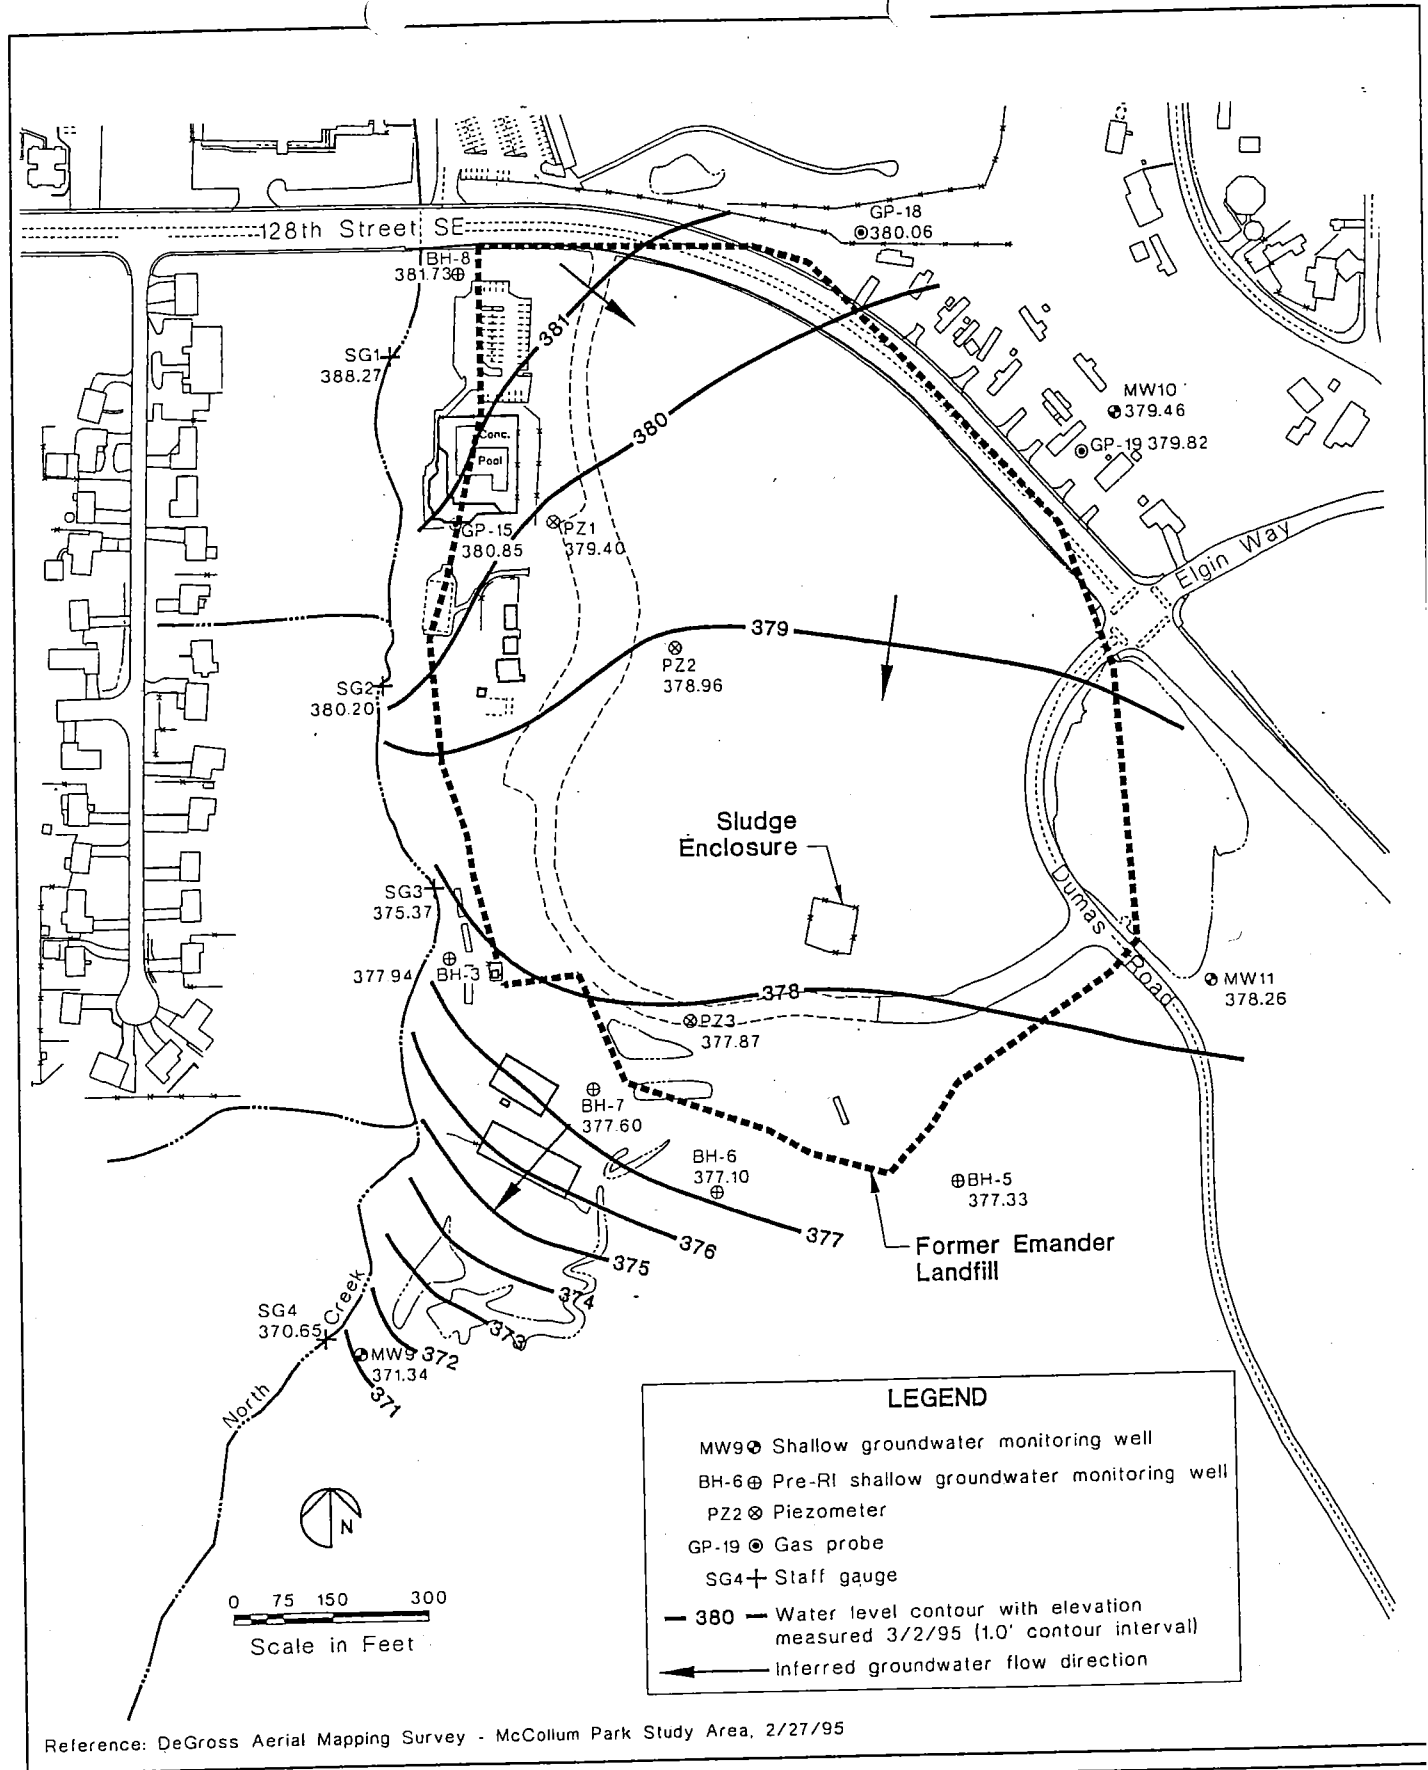 GP-18
380.06
128th Street SE
BH-8
381.73
SG1
388.27
381
380
MW10
379.46
GP-19 379.82
Conc.
Pool
GP-15
380.85
PZ1
379.40
Elgin Way
379
PZ2
378.96
SG2
380.20
Sludge
Enclosure
SG3
375.37
Dumas Road
377.94
BH-3
378
MW11
378.26
PZ3
377.87
BH-7
377.60
BH-6
377.10
BH-5
377.33
377
376
375
374
373
372
371
Former Emander
Landfill
SG4
370.65
MW9
371.34
North Creek
N
0 75 150 300
Scale in Feet
LEGEND
MW9 Shallow groundwater monitoring well
BH-6 Pre-RI shallow groundwater monitoring well
PZ2 Piezometer
GP-19 Gas probe
SG4 Staff gauge
380 Water level contour with elevation
measured 3/2/95 (1.0' contour interval)
Inferred groundwater flow direction
Reference: DeGross Aerial Mapping Survey - McCollum Park Study Area, 2/27/95